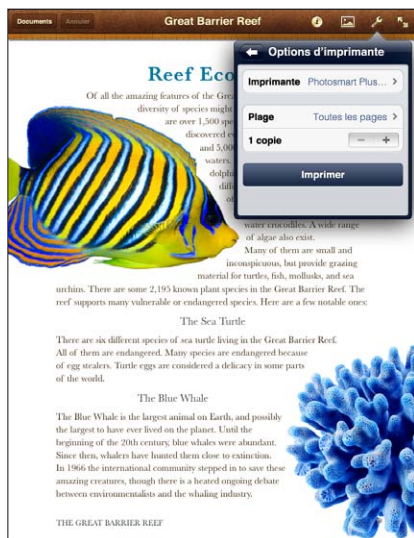 Documents Annuler Great Barrier Reef
Options d'imprimante
Imprimante Photosmart Plus... >
Plage Toutes les pages >
1 copie − +
Imprimer
Reef Eco
Of all the amazing features of the Grea
diversity of species might
are over 1,500 spe
discovered
and 5,00
waters.
dolph
diff
water crocodiles. A wide range
of algae also exist.
Many of them are small and
inconspicuous, but provide grazing
material for turtles, fish, mollusks, and sea
urchins. There are some 2,195 known plant species in the Great Barrier Reef. The
reef supports many vulnerable or endangered species. Here are a few notable ones:
The Sea Turtle
There are six different species of sea turtle living in the Great Barrier Reef.
All of them are endangered. Many species are endangered because
of egg stealers. Turtle eggs are considered a delicacy in some parts
of the world.
The Blue Whale
The Blue Whale is the largest animal on Earth, and possibly
the largest to have ever lived on the planet. Until the
beginning of the 20th century, blue whales were abundant.
Since then, whalers have hunted them close to extinction.
In 1966 the international community stepped in to save these
amazing creatures, though there is a heated ongoing debate
between environmentalists and the whaling industry.
THE GREAT BARRIER REEF